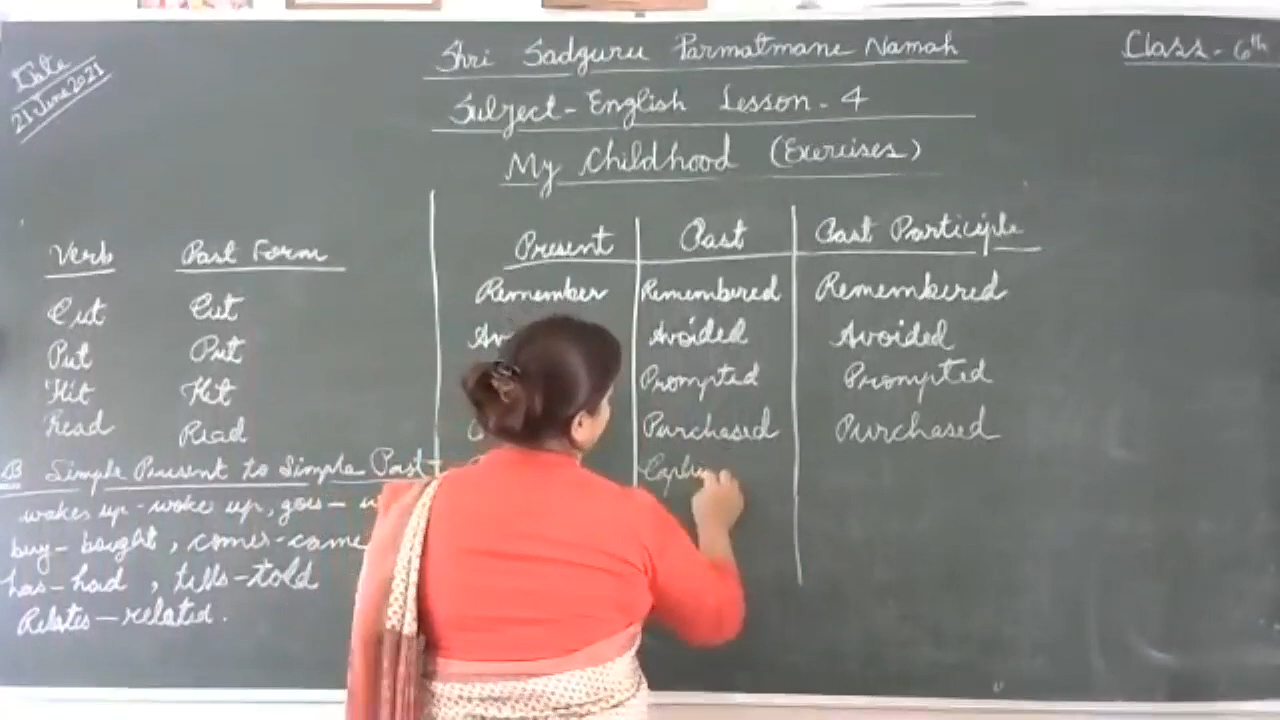 Date
21 June 2021
Shri Sadguru Parmatmane Namah
Class - 6th
Subject - English Lesson - 4
My Childhood (Exercises)
Verb Past Form
Cut Cut
Put Put
Hit Hit
Read Read
B Simple Present to Simple Past
wakes up - woke up, goes -
buy - bought, comes - came
has - had, tells - told
Relates - related.
Present Past Past Participle
Remember Remembered Remembered
Avoided Avoided
Prompted Prompted
Purchased Purchased